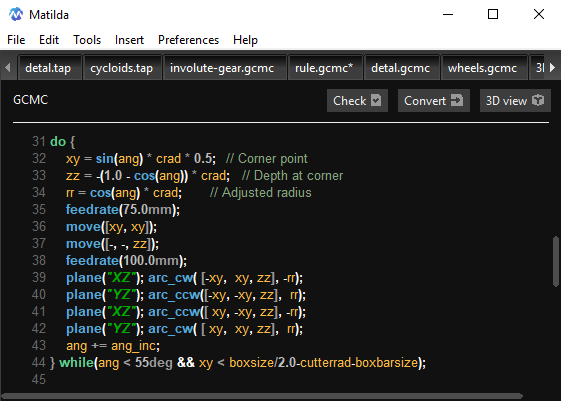 Matilda
File Edit Tools Insert Preferences Help
detal.tap cycloids.tap involute-gear.gcmc rule.gcmc* detal.gcmc wheels.gcmc
GCMC Check Convert 3D view
31 do {
32 xy = sin(ang) * crad * 0.5; // Corner point
33 zz = -(1.0 - cos(ang)) * crad; // Depth at corner
34 rr = cos(ang) * crad; // Adjusted radius
35 feedrate(75.0mm);
36 move([xy, xy]);
37 move([-, -, zz]);
38 feedrate(100.0mm);
39 plane("XZ"); arc_cw( [-xy, xy, zz], -rr);
40 plane("YZ"); arc_ccw([-xy, -xy, zz], rr);
41 plane("XZ"); arc_ccw([ xy, -xy, zz], -rr);
42 plane("YZ"); arc_cw( [ xy, xy, zz], rr);
43 ang += ang_inc;
44 } while(ang < 55deg && xy < boxsize/2.0-cutterrad-boxbarsize);
45